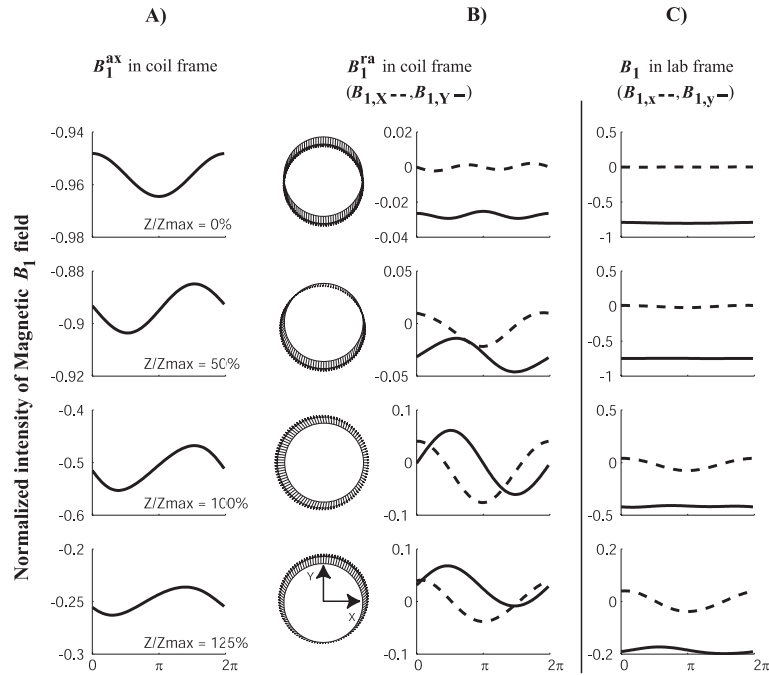 A)
B)
C)
B₁ᵃˣ in coil frame
B₁ʳᵃ in coil frame
(B₁,X --, B₁,Y −)
B₁ in lab frame
(B₁,x --, B₁,y −)
Normalized intensity of Magnetic B₁ field
-0.94
-0.96
-0.98
Z/Zmax = 0%
0.02
0
-0.02
-0.04
0.5
0
-0.5
-1
-0.88
-0.9
-0.92
Z/Zmax = 50%
0.05
0
-0.05
0.5
0
-0.5
-1
-0.4
-0.5
-0.6
Z/Zmax = 100%
0.1
0
-0.1
0.5
0
-0.5
-0.2
-0.25
-0.3
Z/Zmax = 125%
0 π 2π
Y
X
0.1
0
-0.1
0 π 2π
0.2
0
-0.2
0 π 2π